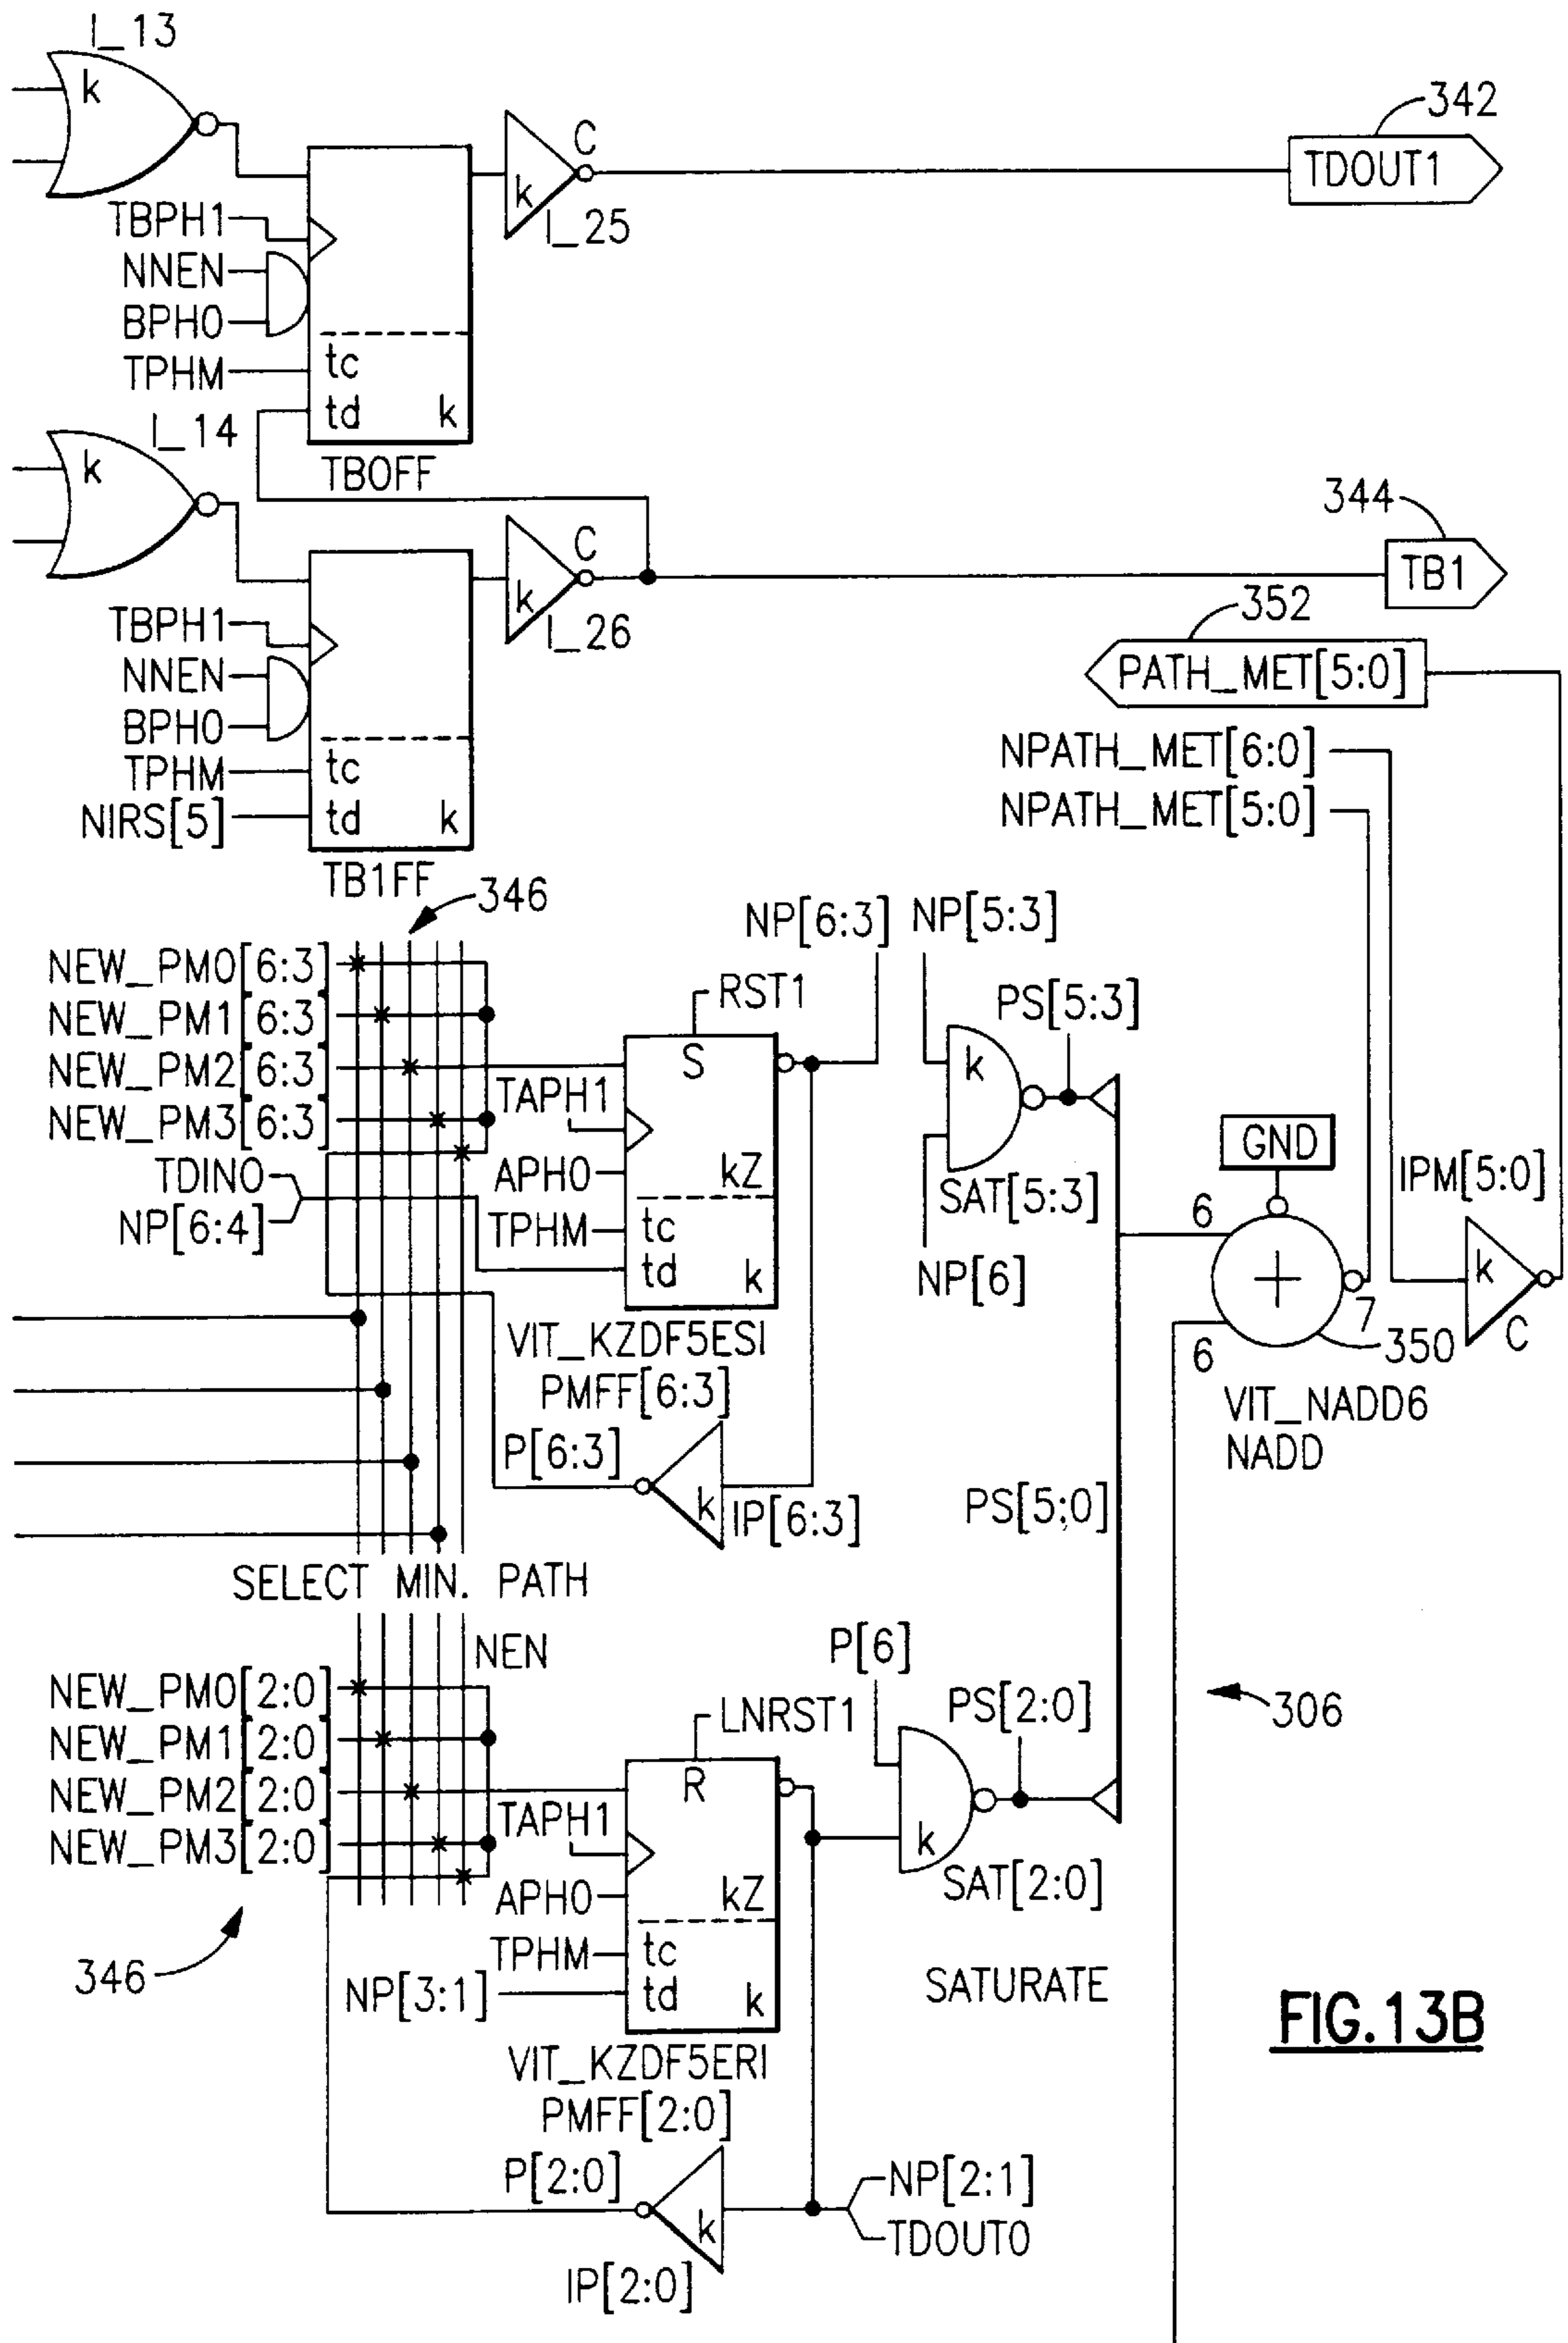 I_13
k
342
TDOUT1
C
k
I_25
TBPH1
NNEN
BPH0
TPHM
tc
td
k
TB0FF
I_14
k
344
TB1
C
k
I_26
TBPH1
NNEN
BPH0
TPHM
NIRS[5]
tc
td
k
TB1FF
352
PATH_MET[5:0]
NPATH_MET[6:0]
NPATH_MET[5:0]
346
NEW_PM0[6:3]
NEW_PM1[6:3]
NEW_PM2[6:3]
NEW_PM3[6:3]
TDIN0
NP[6:4]
NP[6:3]
NP[5:3]
RST1
S
TAPH1
APH0
kZ
TPHM
tc
td
k
VIT_KZDF5ESI
PMFF[6:3]
PS[5:3]
k
SAT[5:3]
NP[6]
GND
IPM[5:0]
6
+
7
6
350
k
C
VIT_NADD6
NADD
P[6:3]
k
IP[6:3]
PS[5:0]
SELECT MIN. PATH
NEN
NEW_PM0[2:0]
NEW_PM1[2:0]
NEW_PM2[2:0]
NEW_PM3[2:0]
346
P[6]
PS[2:0]
306
LNRST1
R
TAPH1
APH0
kZ
TPHM
NP[3:1]
tc
td
k
k
SAT[2:0]
SATURATE
VIT_KZDF5ERI
PMFF[2:0]
P[2:0]
k
IP[2:0]
NP[2:1]
TDOUT0
FIG.13B